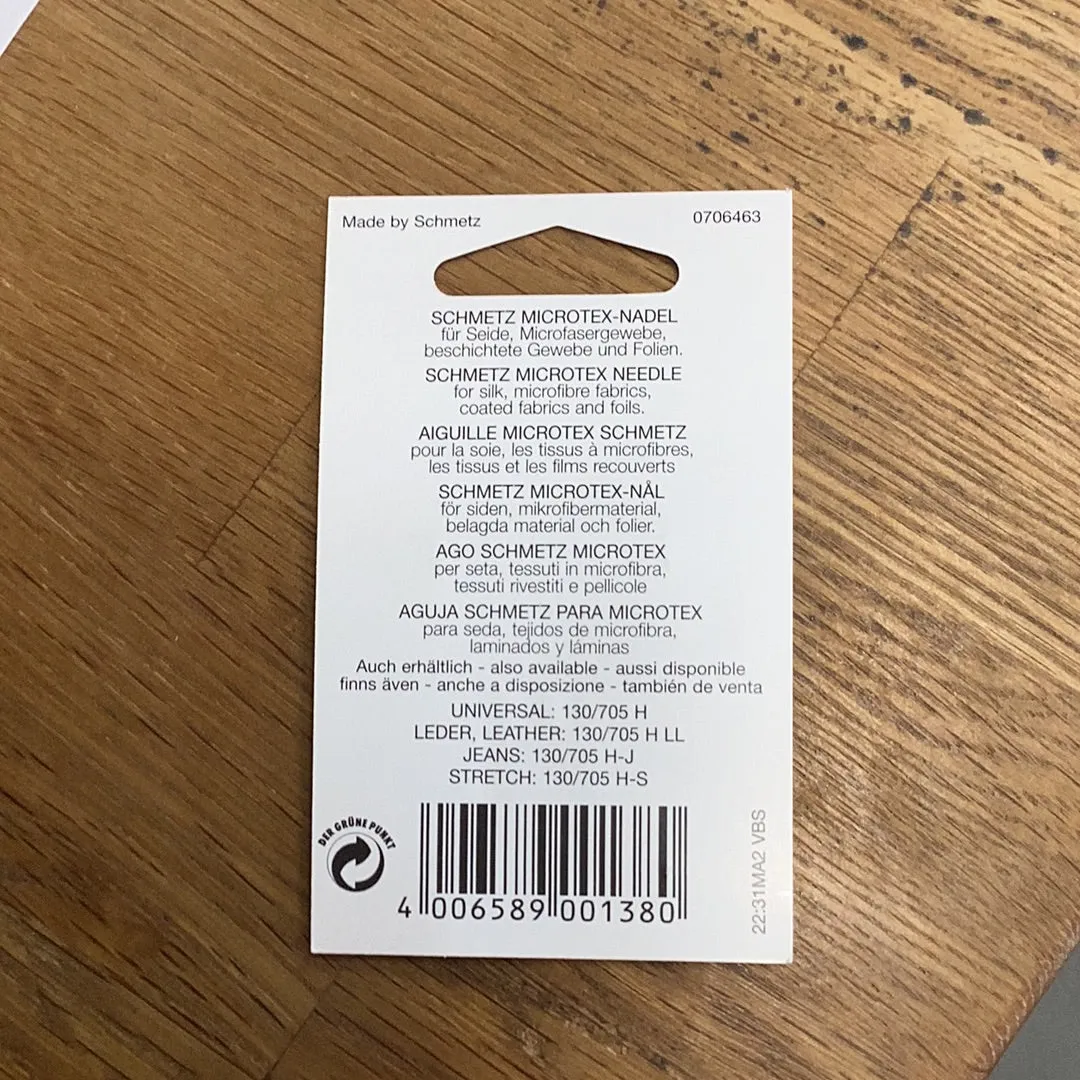 Made by Schmetz
0706463
SCHMETZ MICROTEX-NADEL
für Seide, Microfasergewebe,
beschichtete Gewebe und Folien.
SCHMETZ MICROTEX NEEDLE
for silk, microfibre fabrics,
coated fabrics and foils.
AIGUILLE MICROTEX SCHMETZ
pour la soie, les tissus à microfibres,
les tissus et les films recouverts
SCHMETZ MICROTEX-NÅL
för siden, mikrofibermaterial,
belagda material och folier.
AGO SCHMETZ MICROTEX
per seta, tessuti in microfibra,
tessuti rivestiti e pellicole
AGUJA SCHMETZ PARA MICROTEX
para seda, tejidos de microfibra,
laminados y láminas
Auch erhältlich - also available - aussi disponible
finns även - anche a disposizione - también de venta
UNIVERSAL: 130/705 H
LEDER, LEATHER: 130/705 H LL
JEANS: 130/705 H-J
STRETCH: 130/705 H-S
DER GRÜNE PUNKT
4 006589 001380
22:31MA2 VBS